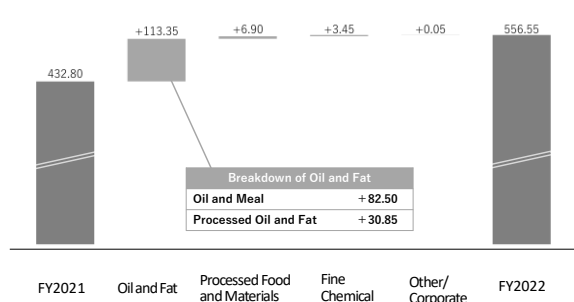 +113.35 +6.90 +3.45 +0.05 556.55
432.80
Breakdown of Oil and Fat
Oil and Meal +82.50
Processed Oil and Fat +30.85
FY2021
Oil and Fat
Processed Food
and Materials
Fine
Chemical
Other/
Corporate
FY2022